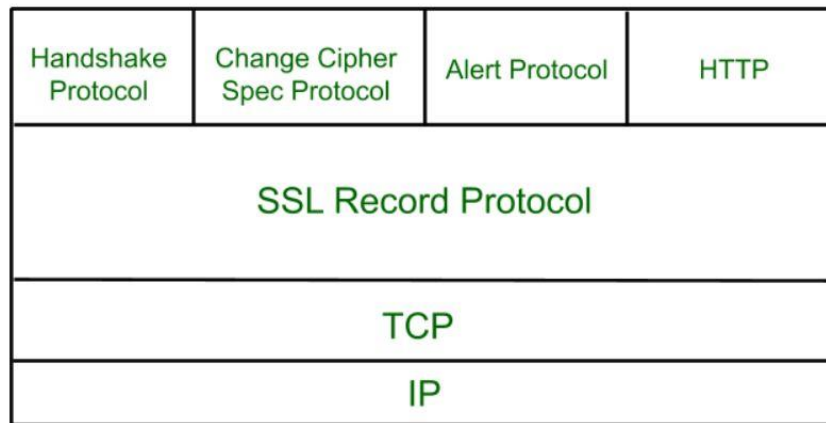 Handshake
Protocol
Change Cipher
Spec Protocol
Alert Protocol
HTTP
SSL Record Protocol
TCP
IP